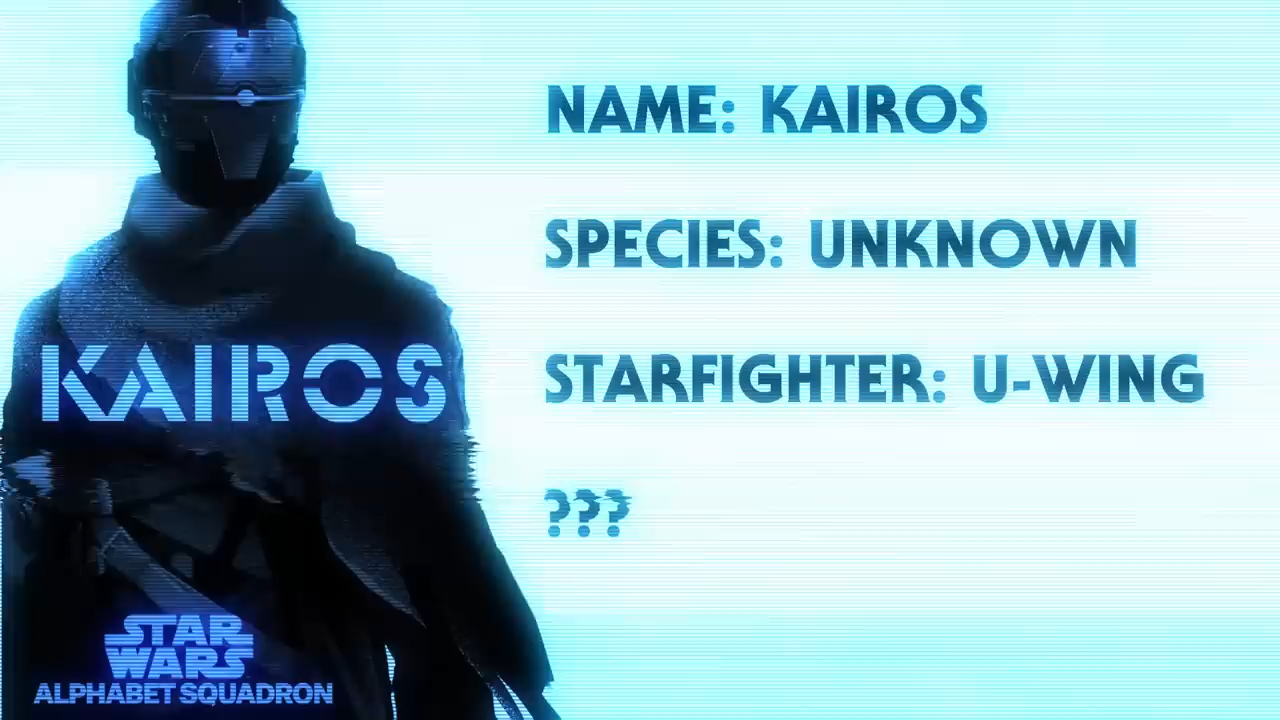 NAME: KAIROS
SPECIES: UNKNOWN
STARFIGHTER: U-WING
???
KAIROS
STAR
WARS
ALPHABET SQUADRON